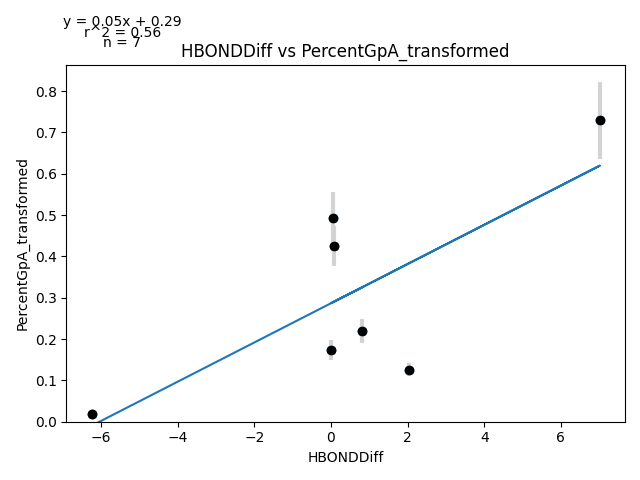 y = 0.05x + 0.29
r^2 = 0.56
n = 7
HBONDDiff vs PercentGpA_transformed
PercentGpA_transformed
0.8
0.7
0.6
0.5
0.4
0.3
0.2
0.1
0.0
−6 −4 −2 0 2 4 6
HBONDDiff